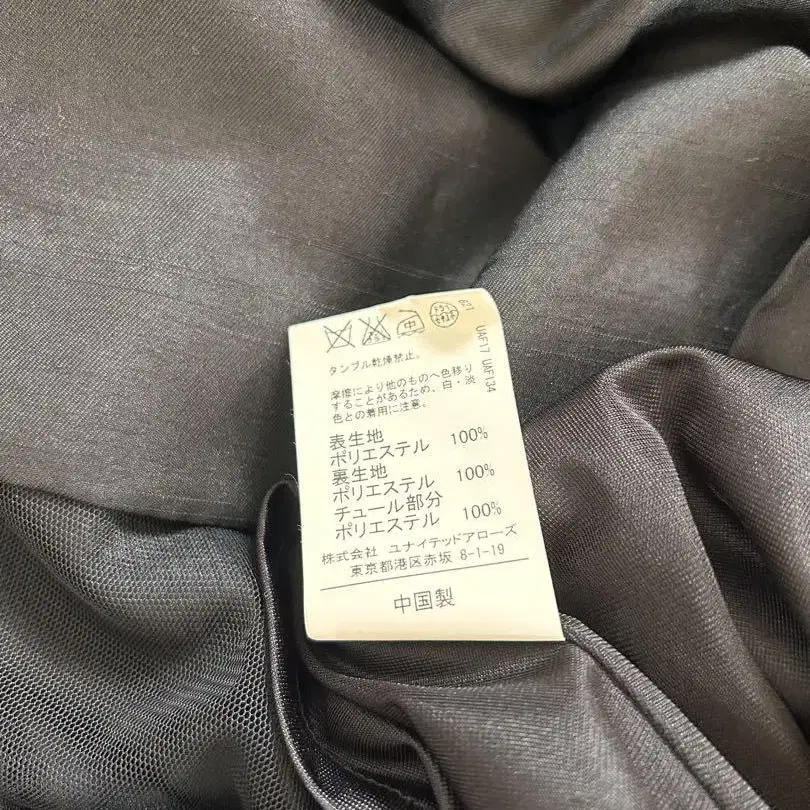 中
タンブル乾燥禁止。
摩擦により他のものへ色移り
することがあるため、白・淡
色との着用に注意。
表生地
ポリエステル 100%
裏生地
ポリエステル 100%
チュール部分
ポリエステル 100%
株式会社 ユナイテッドアローズ
東京都港区赤坂 8-1-19
中国製
UAF17 UAF134